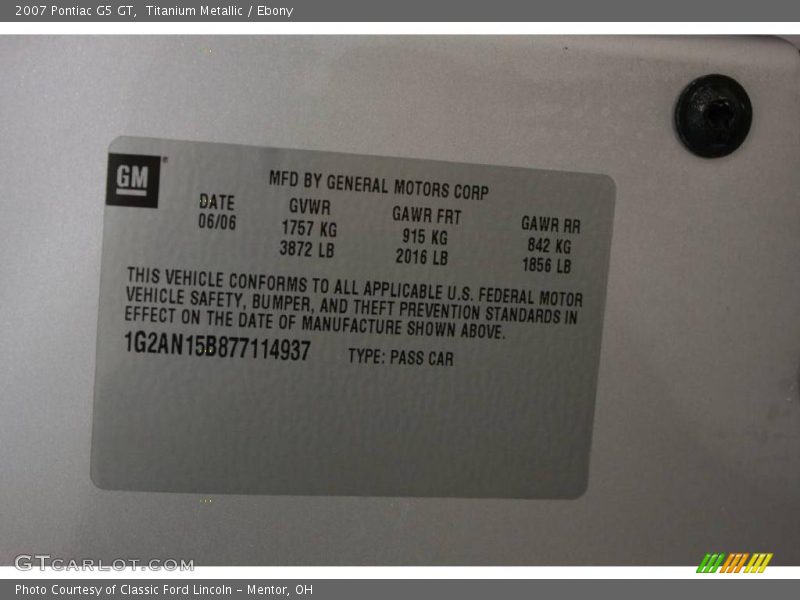 2007 Pontiac G5 GT, Titanium Metallic / Ebony
GM
MFD BY GENERAL MOTORS CORP
DATE GVWR GAWR FRT GAWR RR
06/06 1757 KG 915 KG 842 KG
3872 LB 2016 LB 1856 LB
THIS VEHICLE CONFORMS TO ALL APPLICABLE U.S. FEDERAL MOTOR
VEHICLE SAFETY, BUMPER, AND THEFT PREVENTION STANDARDS IN
EFFECT ON THE DATE OF MANUFACTURE SHOWN ABOVE.
1G2AN15B877114937 TYPE: PASS CAR
GTCARLOT.COM
Photo Courtesy of Classic Ford Lincoln - Mentor, OH